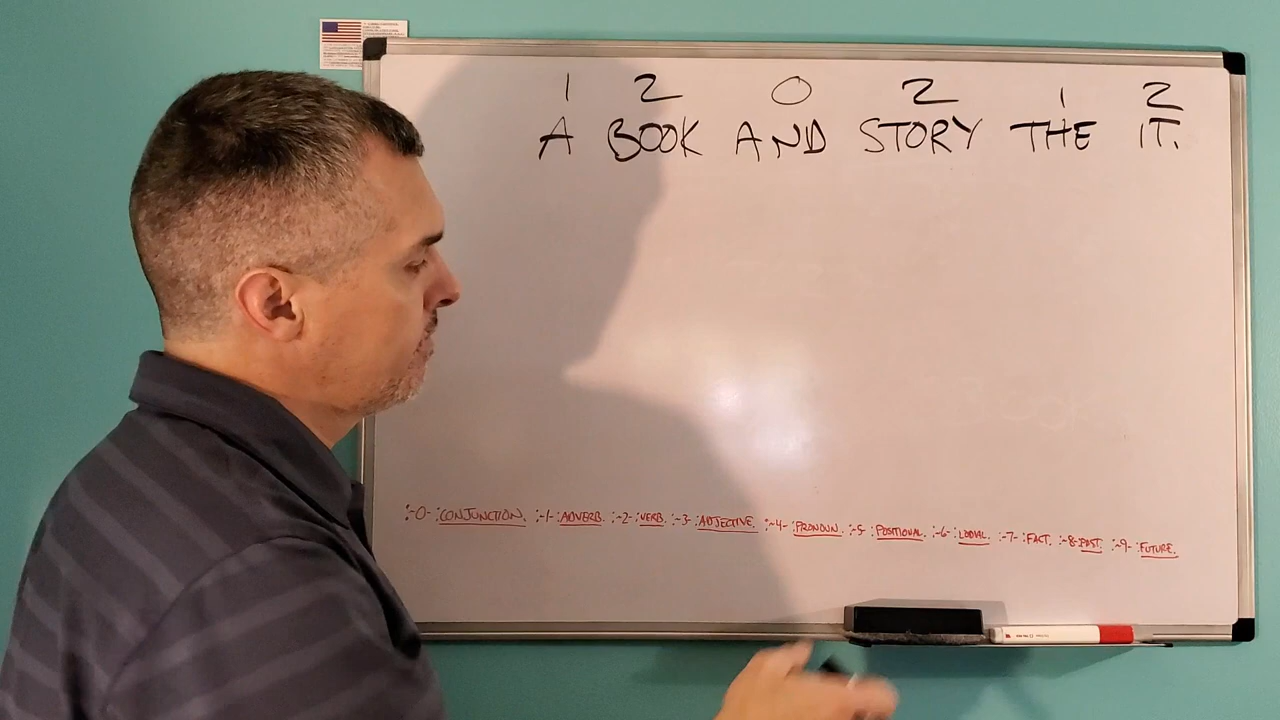 1 2 0 2 1 2
A BOOK AND STORY THE IT.
:~0~ :CONJUNCTION. :~1~ :ADVERB. :~2~ :VERB. :~3~ :ADJECTIVE. :~4~ :PRONOUN. :~5~ :POSITIONAL. :~6~ :LODIAL. :~7~ :FACT. :~8~ :PAST. :~9~ :FUTURE.